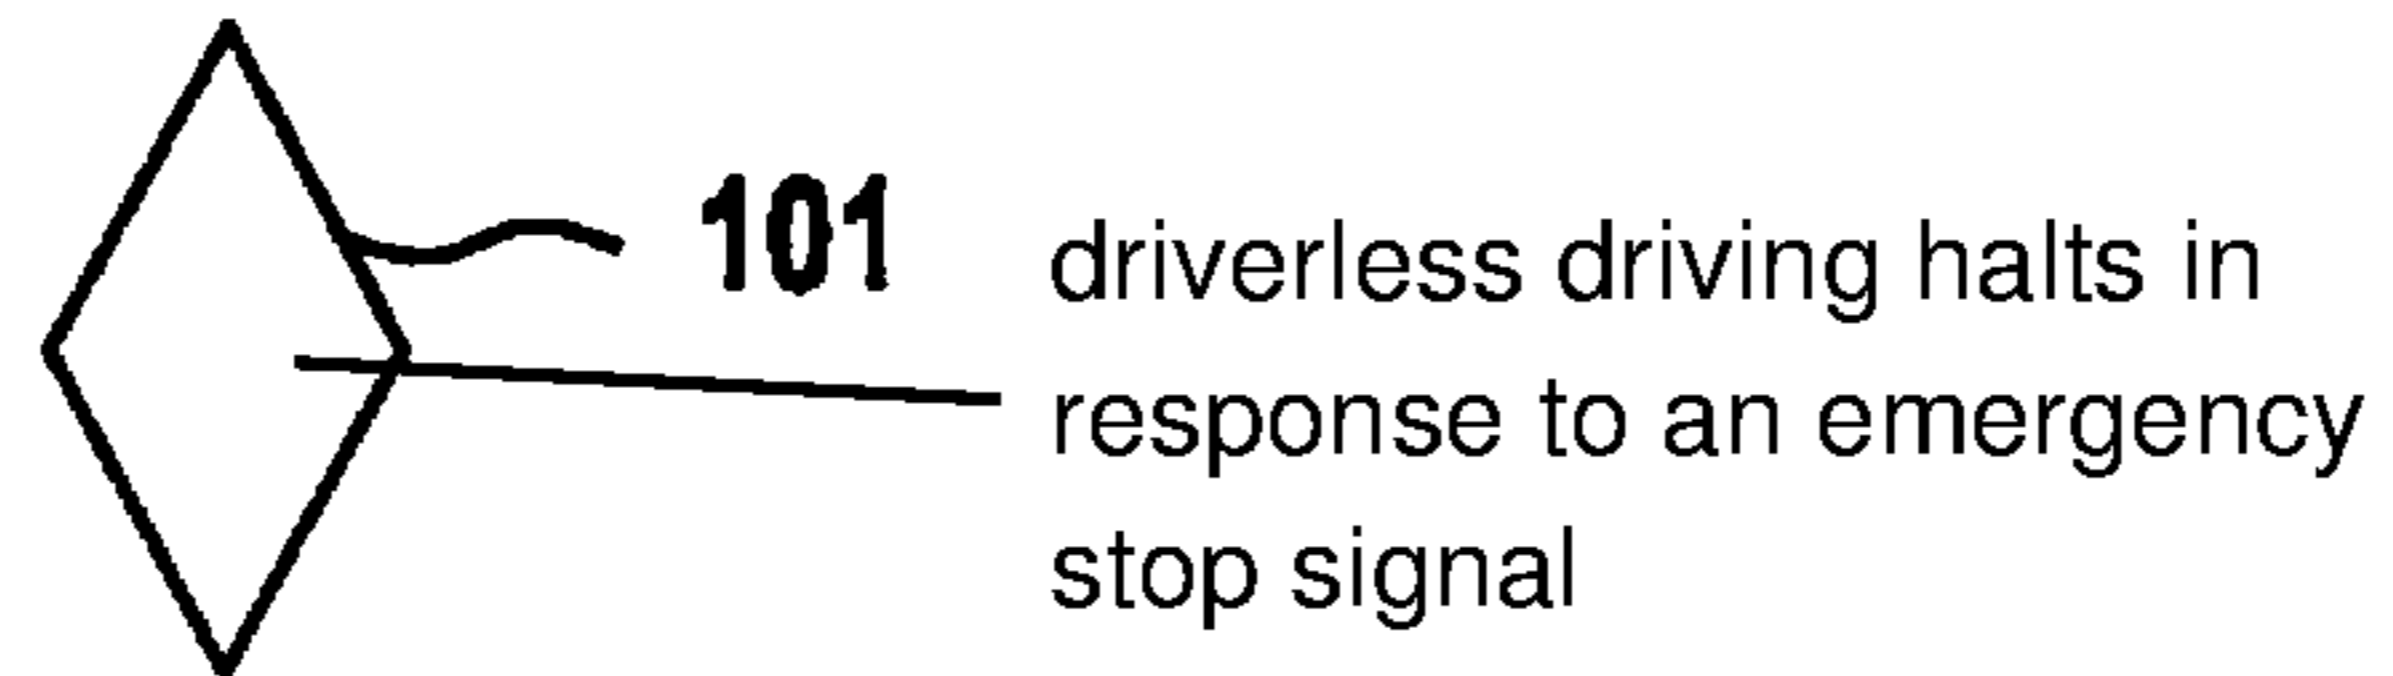 101
driverless driving halts in
response to an emergency
stop signal